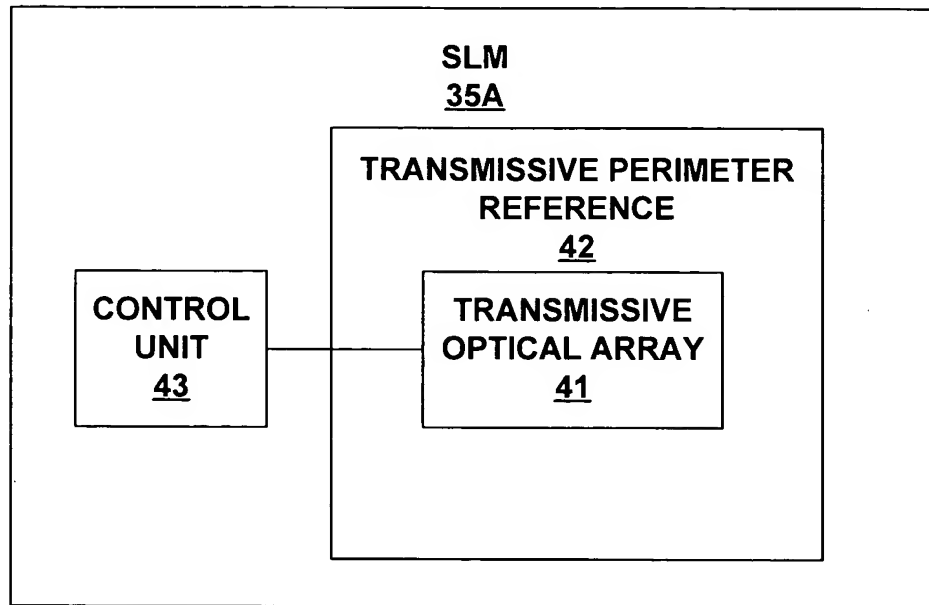 SLM
35A
TRANSMISSIVE PERIMETER
REFERENCE
42
CONTROL
UNIT
43
TRANSMISSIVE
OPTICAL ARRAY
41